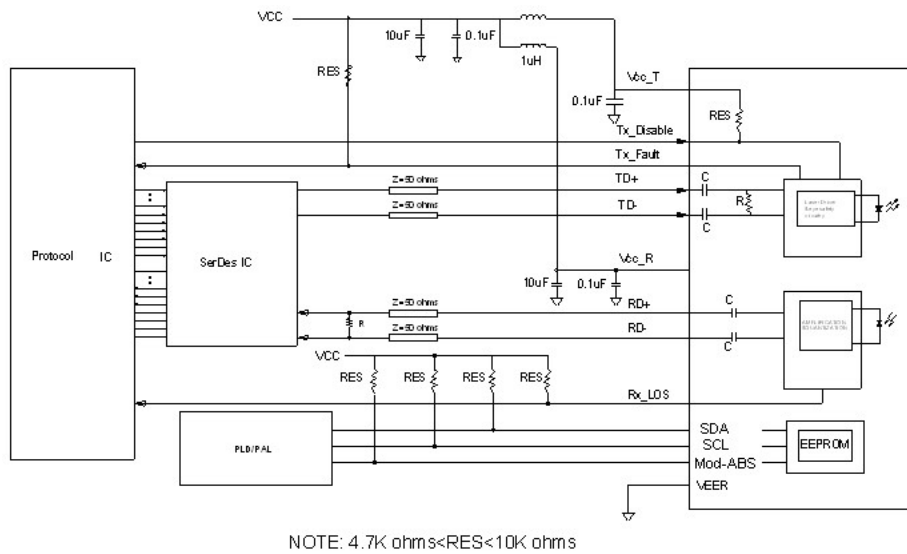 VCC
10uF
0.1uF
RES
1uH
Vcc_T
0.1uF
RES
Tx_Disable
Tx_Fault
Z=50 ohms
TD+
C
Z=50 ohms
TD-
R
C
Protocol IC
SerDes IC
Vcc_R
10uF
0.1uF
Z=50 ohms
RD+
C
R
Z=50 ohms
RD-
C
VCC
RES
RES
RES
RES
Rx_LOS
PLD/PAL
SDA
SCL
Mod-ABS
EEPROM
VEER
NOTE: 4.7K ohms<RES<10K ohms